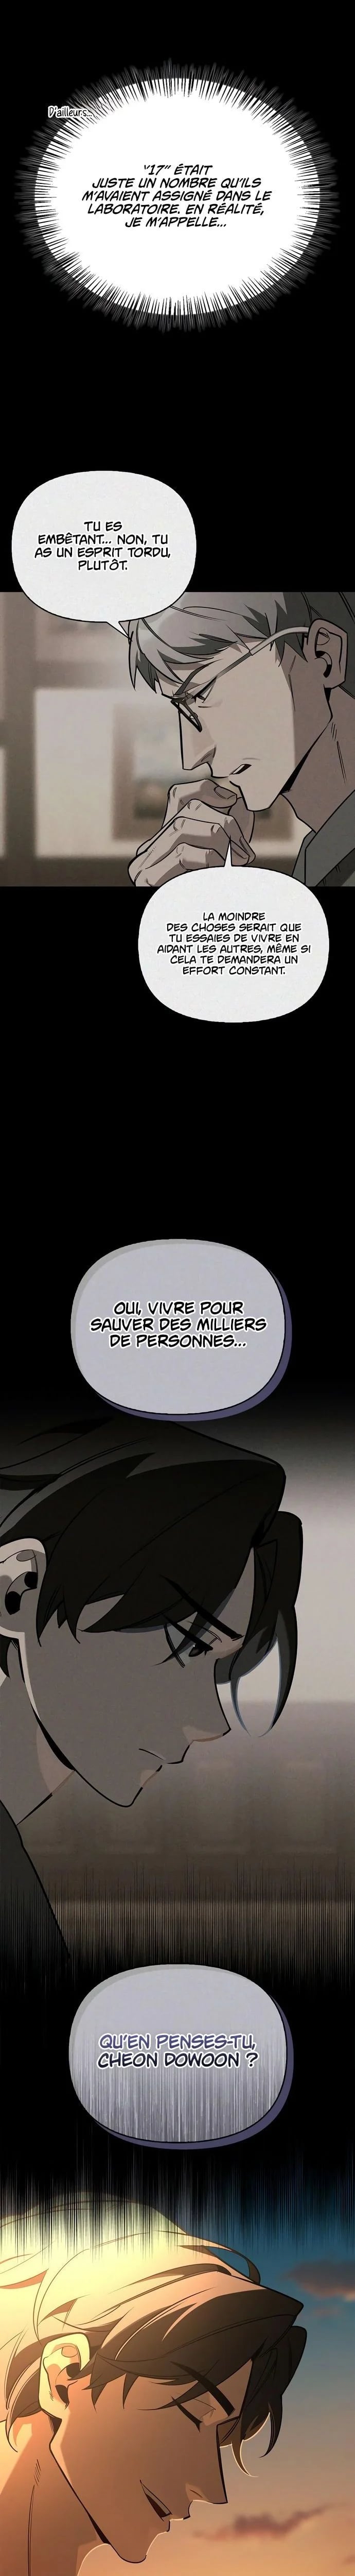 D'ailleurs...
"17" ÉTAIT
JUSTE UN NOMBRE QU'ILS
M'AVAIENT ASSIGNÉ DANS LE
LABORATOIRE. EN RÉALITÉ,
JE M'APPELLE...
TU ES
EMBÊTANT... NON, TU
AS UN ESPRIT TORDU,
PLUTÔT.
LA MOINDRE
DES CHOSES SERAIT QUE
TU ESSAIES DE VIVRE EN
AIDANT LES AUTRES, MÊME SI
CELA TE DEMANDERA UN
EFFORT CONSTANT.
OUI, VIVRE POUR
SAUVER DES MILLIERS
DE PERSONNES...
QU'EN PENSES-TU,
CHEON DOWOON ?